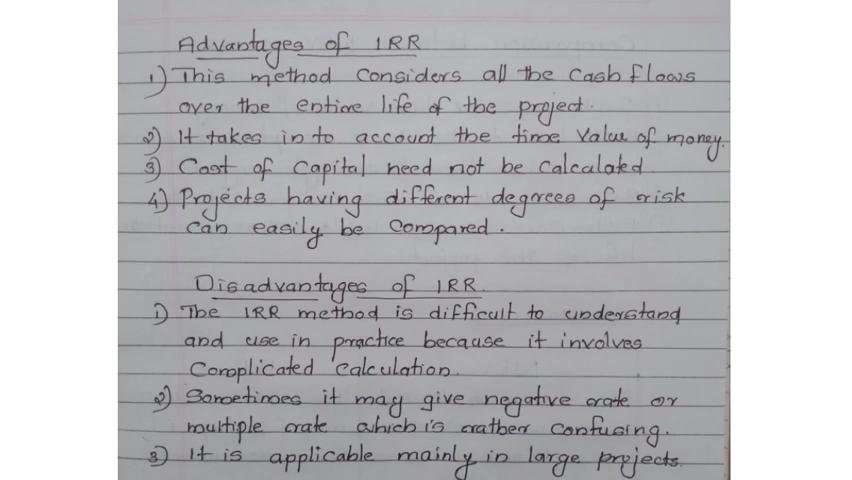 Advantages of IRR
1) This method considers all the cash flows
over the entire life of the project.
2) It takes in to account the time value of money.
3) Cost of capital need not be calculated.
4) Projects having different degrees of risk
can easily be compared.
Disadvantages of IRR.
1) The IRR method is difficult to understand
and use in practice because it involves
complicated calculation.
2) Sometimes it may give negative rate or
multiple rate which is rather confusing.
3) It is applicable mainly in large projects.